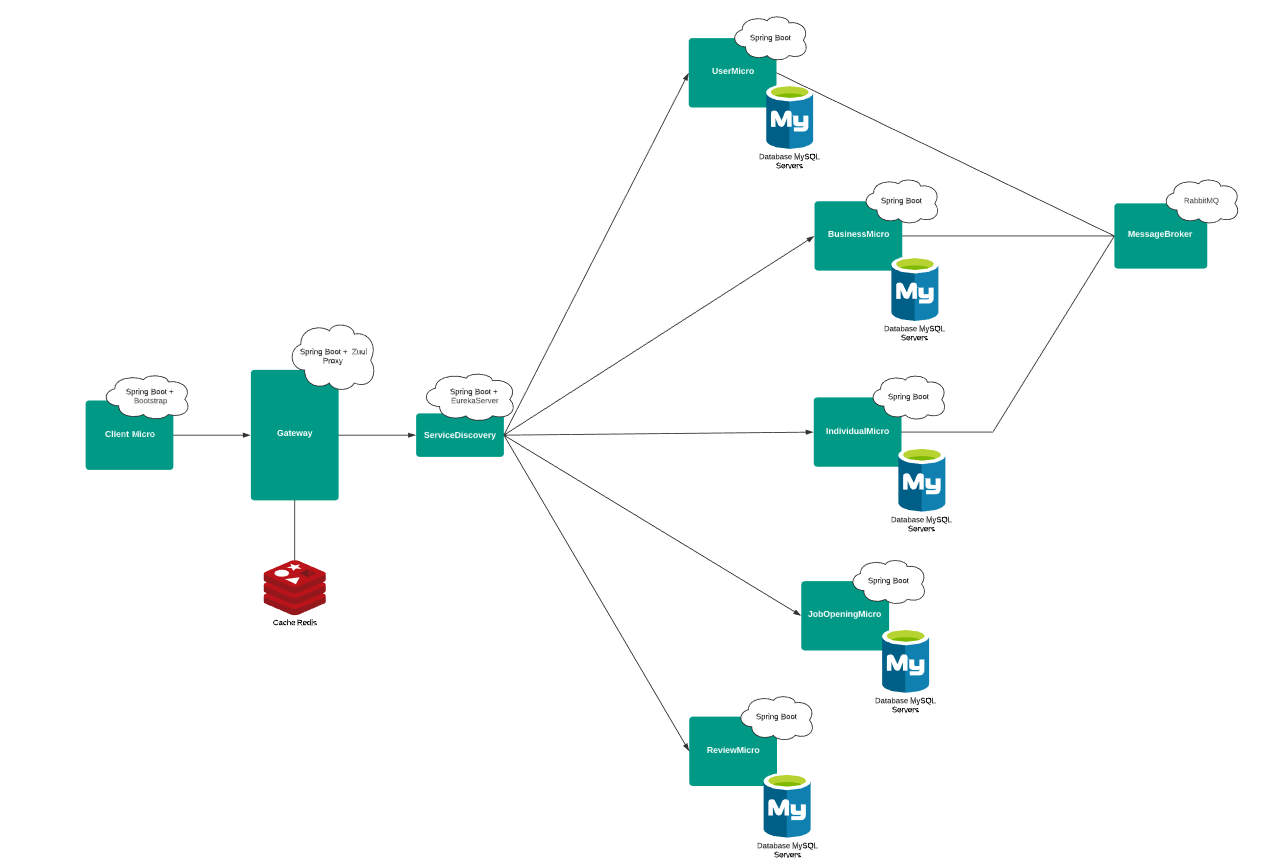 Spring Boot
UserMicro
My
Database MySQL
Servers
Spring Boot
BusinessMicro
My
Database MySQL
Servers
RabbitMQ
MessageBroker
Spring Boot + Zuul
Proxy
Gateway
Spring Boot +
Bootstrap
Client Micro
Spring Boot +
EurekaServer
ServiceDiscovery
Spring Boot
IndividualMicro
My
Database MySQL
Servers
Cache Redis
Spring Boot
JobOpeningMicro
My
Database MySQL
Servers
Spring Boot
ReviewMicro
My
Database MySQL
Servers